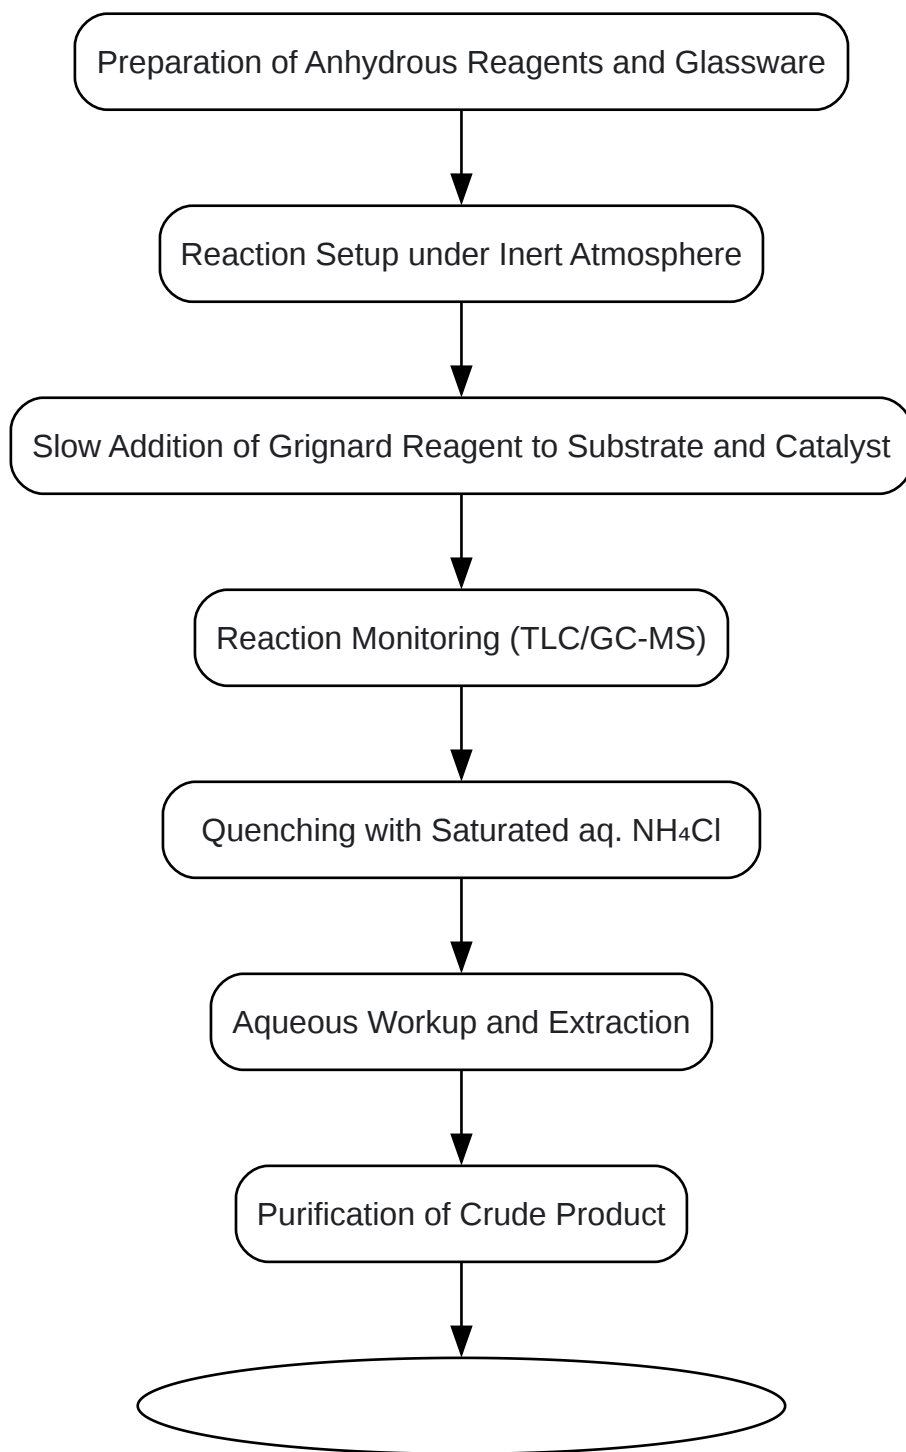 Preparation of Anhydrous Reagents and Glassware
Reaction Setup under Inert Atmosphere
Slow Addition of Grignard Reagent to Substrate and Catalyst
Reaction Monitoring (TLC/GC-MS)
Quenching with Saturated aq. NH₄Cl
Aqueous Workup and Extraction
Purification of Crude Product